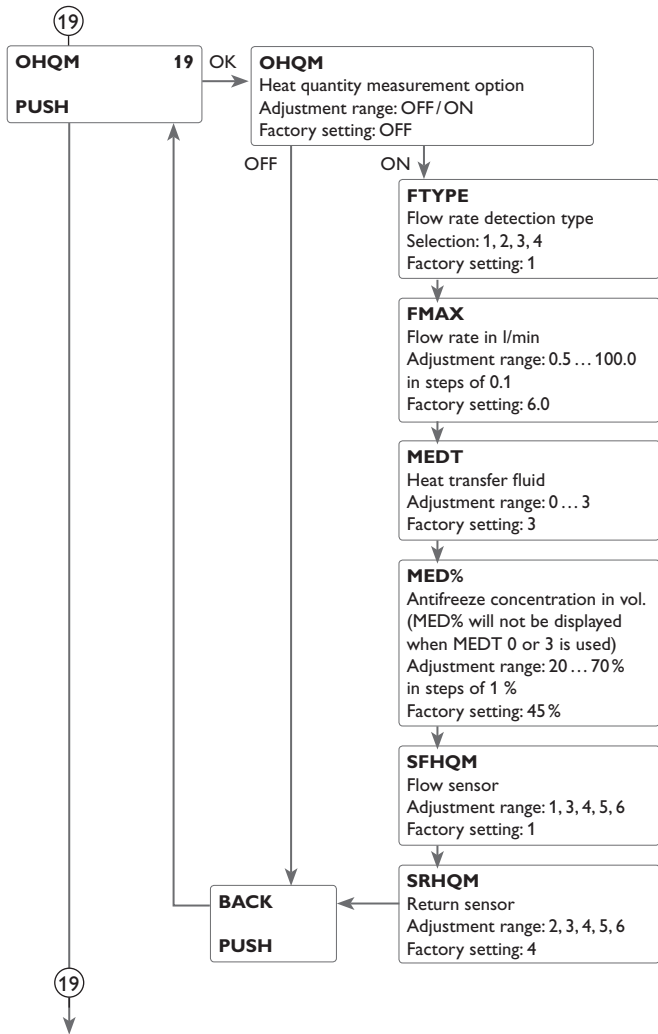 19
OHQM 19
PUSH
OK
OHQM
Heat quantity measurement option
Adjustment range: OFF/ON
Factory setting: OFF
OFF
ON
FTYPE
Flow rate detection type
Selection: 1, 2, 3, 4
Factory setting: 1
FMAX
Flow rate in l/min
Adjustment range: 0.5 … 100.0
in steps of 0.1
Factory setting: 6.0
MEDT
Heat transfer fluid
Adjustment range: 0 … 3
Factory setting: 3
MED%
Antifreeze concentration in vol.
(MED% will not be displayed
when MEDT 0 or 3 is used)
Adjustment range: 20 … 70%
in steps of 1 %
Factory setting: 45%
SFHQM
Flow sensor
Adjustment range: 1, 3, 4, 5, 6
Factory setting: 1
SRHQM
Return sensor
Adjustment range: 2, 3, 4, 5, 6
Factory setting: 4
BACK
PUSH
19